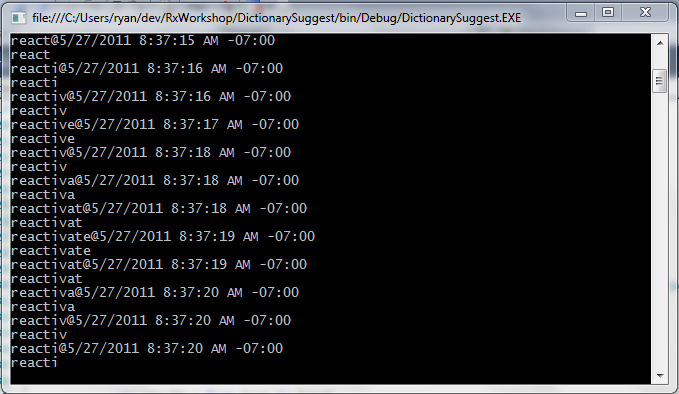 file:///C:/Users/ryan/dev/RxWorkshop/DictionarySuggest/bin/Debug/DictionarySuggest.EXE
react@5/27/2011 8:37:15 AM -07:00
react
reacti@5/27/2011 8:37:16 AM -07:00
reacti
reactiv@5/27/2011 8:37:16 AM -07:00
reactiv
reactive@5/27/2011 8:37:17 AM -07:00
reactive
reactiv@5/27/2011 8:37:18 AM -07:00
reactiv
reactiva@5/27/2011 8:37:18 AM -07:00
reactiva
reactivat@5/27/2011 8:37:18 AM -07:00
reactivat
reactivate@5/27/2011 8:37:19 AM -07:00
reactivate
reactivat@5/27/2011 8:37:19 AM -07:00
reactivat
reactiva@5/27/2011 8:37:20 AM -07:00
reactiva
reactiv@5/27/2011 8:37:20 AM -07:00
reactiv
reacti@5/27/2011 8:37:20 AM -07:00
reacti